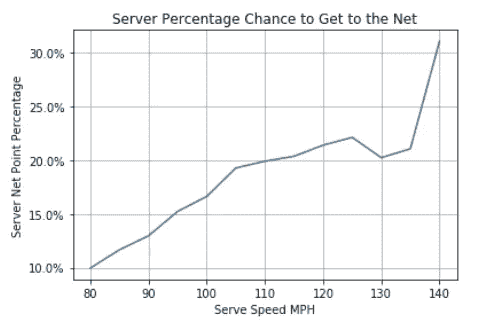 Server Percentage Chance to Get to the Net
30.0%
25.0%
20.0%
15.0%
10.0%
Server Net Point Percentage
80 90 100 110 120 130 140
Serve Speed MPH